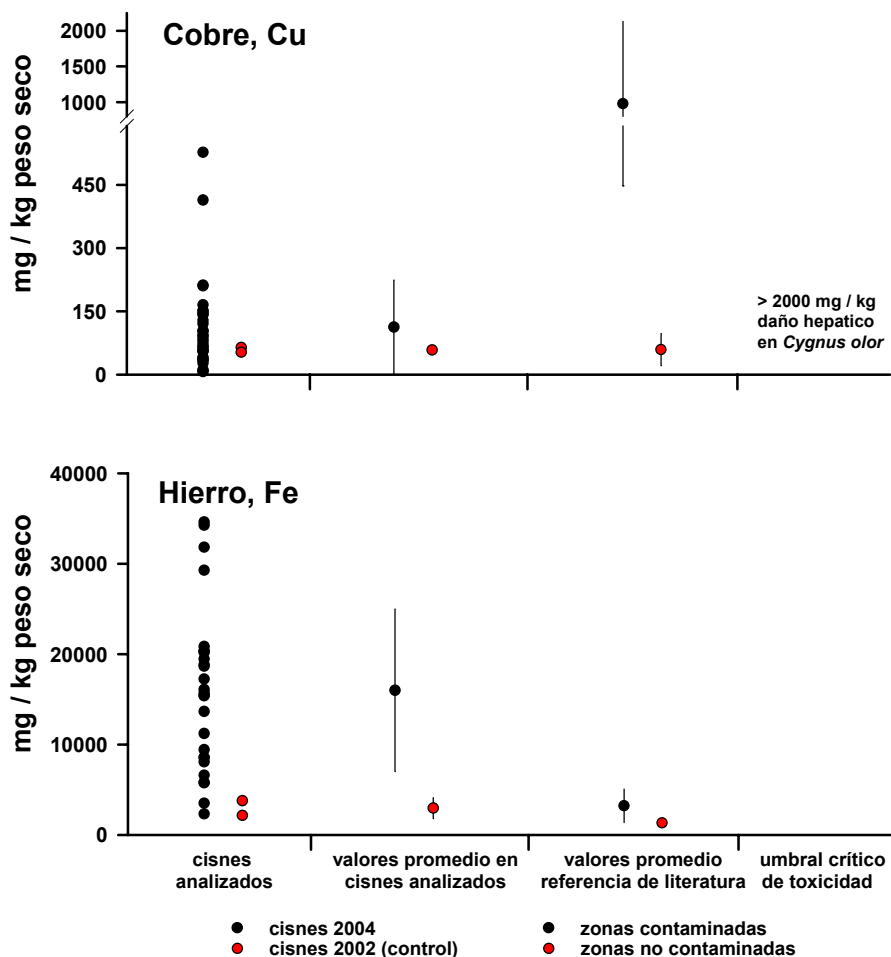 Cobre, Cu
mg / kg peso seco
2000
1500
1000
450
300
150
0
> 2000 mg / kg
daño hepatico
en Cygnus olor
Hierro, Fe
mg / kg peso seco
40000
30000
20000
10000
0
cisnes
analizados
valores promedio en
cisnes analizados
valores promedio
referencia de literatura
umbral crítico
de toxicidad
cisnes 2004
cisnes 2002 (control)
zonas contaminadas
zonas no contaminadas